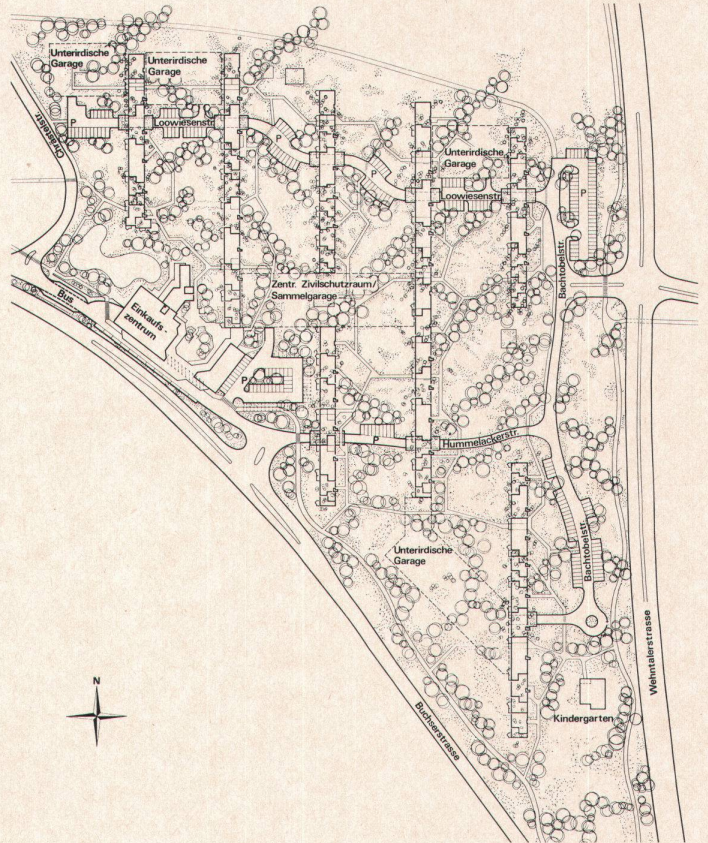 Unterirdische
Garage
Unterirdische
Garage
P
Loowiesenstr.
P
Chrästelstr.
Unterirdische
Garage
P
Loowiesenstr.
P
Bachtobelstr.
Zentr. Zivilschutzraum/
Sammelgarage
Bus
Einkaufs-
zentrum
P
P
Hummelackerstr.
Unterirdische
Garage
Bachtobelstr.
Wehntalerstrasse
N
Buchserstrasse
Kindergarten